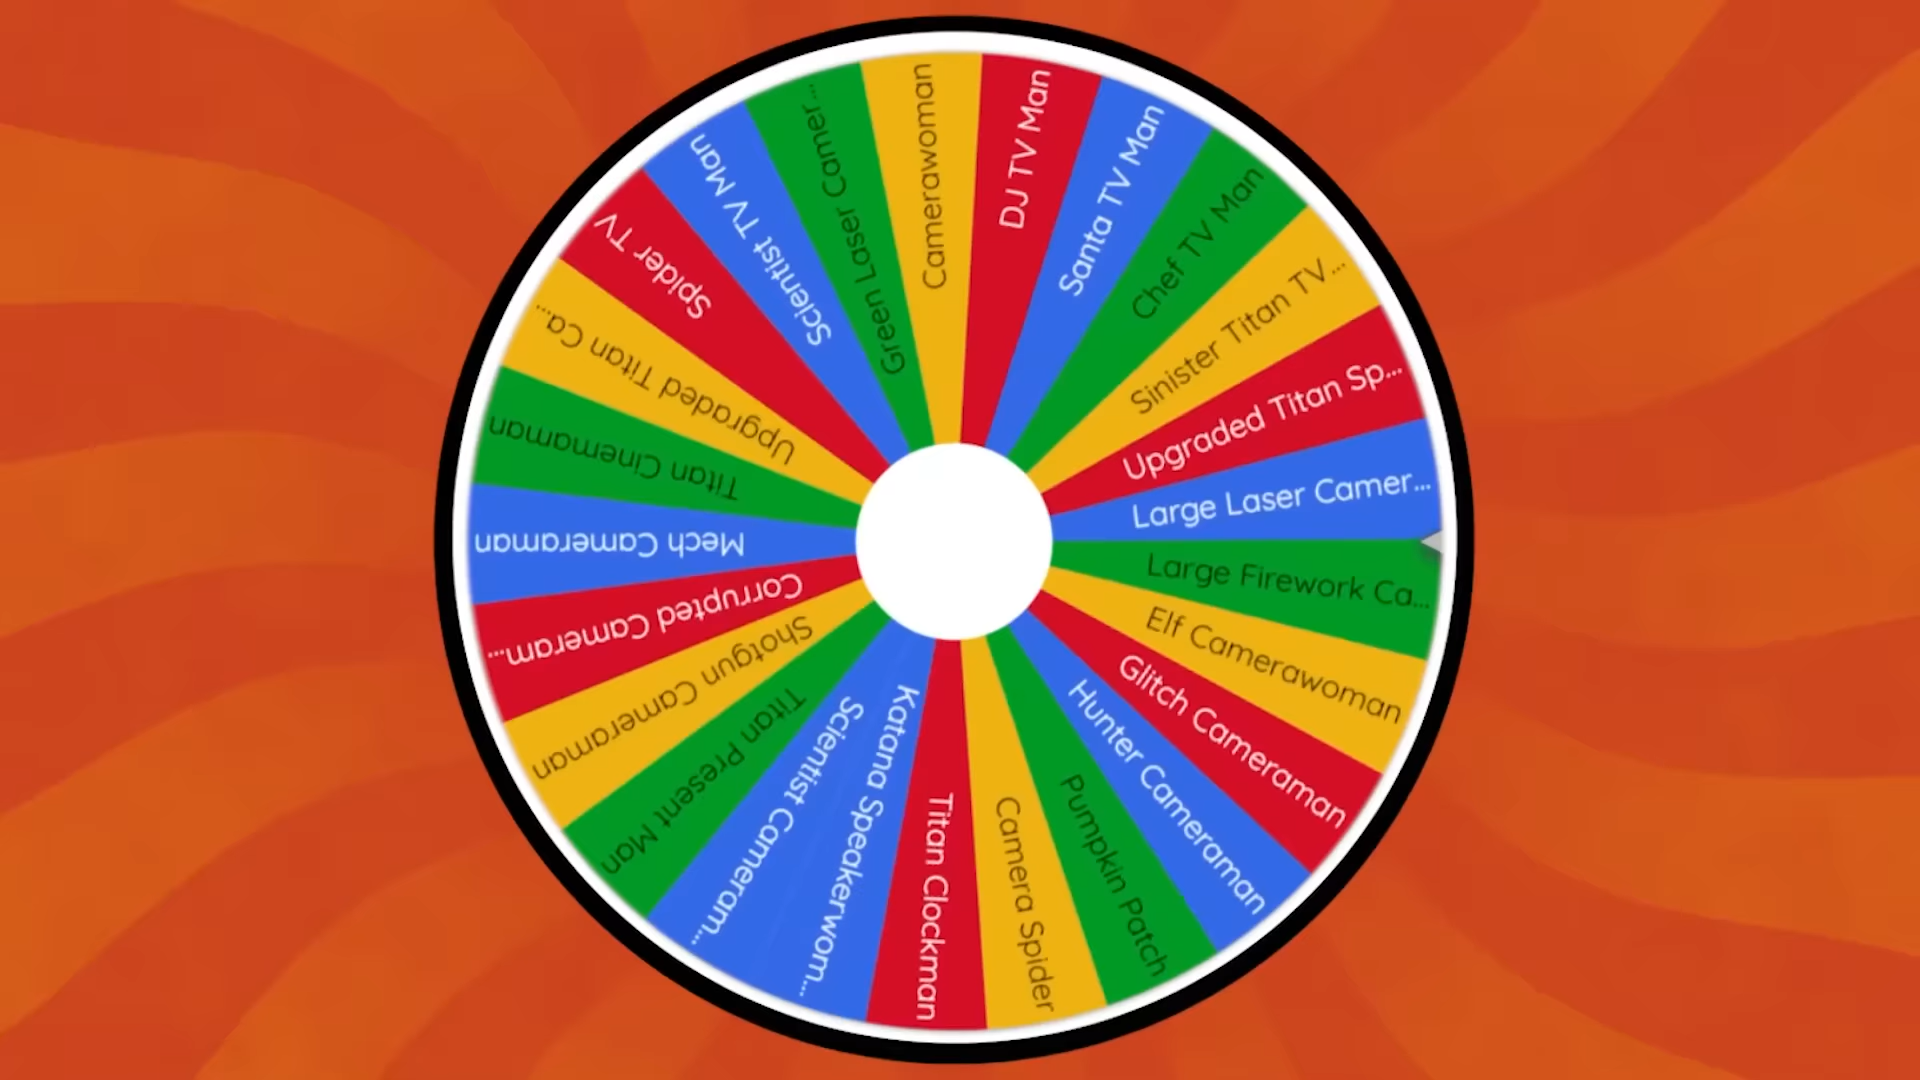 Camerawoman
DJ TV Man
Santa TV Man
Chef TV Man
Sinister Titan TV...
Upgraded Titan Sp...
Large Laser Camer...
Large Firework Ca...
Elf Camerawoman
Glitch Cameraman
Hunter Cameraman
Pumpkin Patch
Camera Spider
Titan Clockman
Katana Speakerwom...
Scientist Cameram...
Titan Present Man
Shotgun Cameraman
Corrupted Cameram...
Mech Cameraman
Titan Cinemaman
Upgraded Titan Ca...
Spider TV
Scientist TV Man
Green Laser Camer...